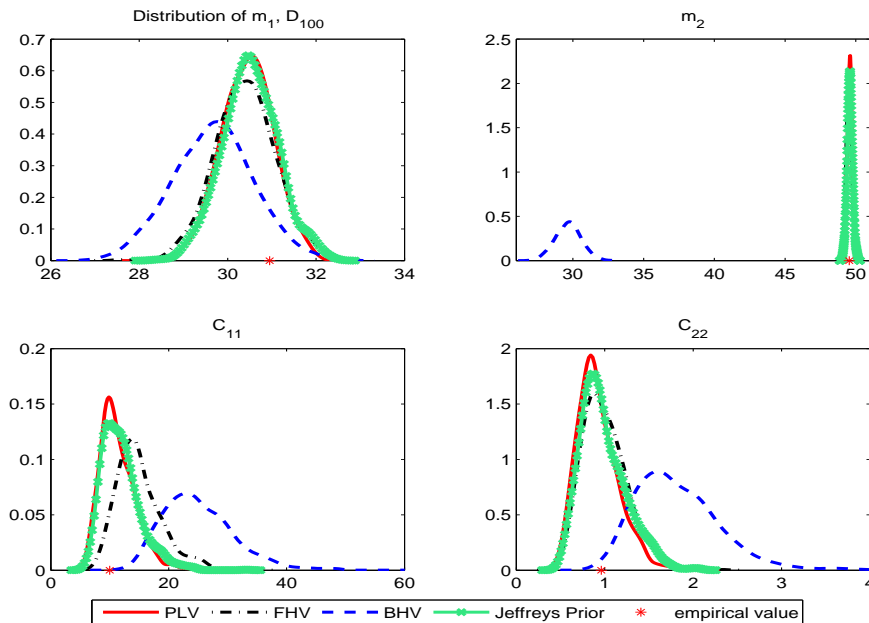 Distribution of m₁, D₁₀₀
m₂
0.7
0.6
0.5
0.4
0.3
0.2
0.1
0
26 28 30 32 34
2.5
2
1.5
1
0.5
0
30 35 40 45 50
C₁₁
C₂₂
0.2
0.15
0.1
0.05
0
0 20 40 60
2
1.5
1
0.5
0
0 1 2 3 4
PLV FHV BHV Jeffreys Prior empirical value